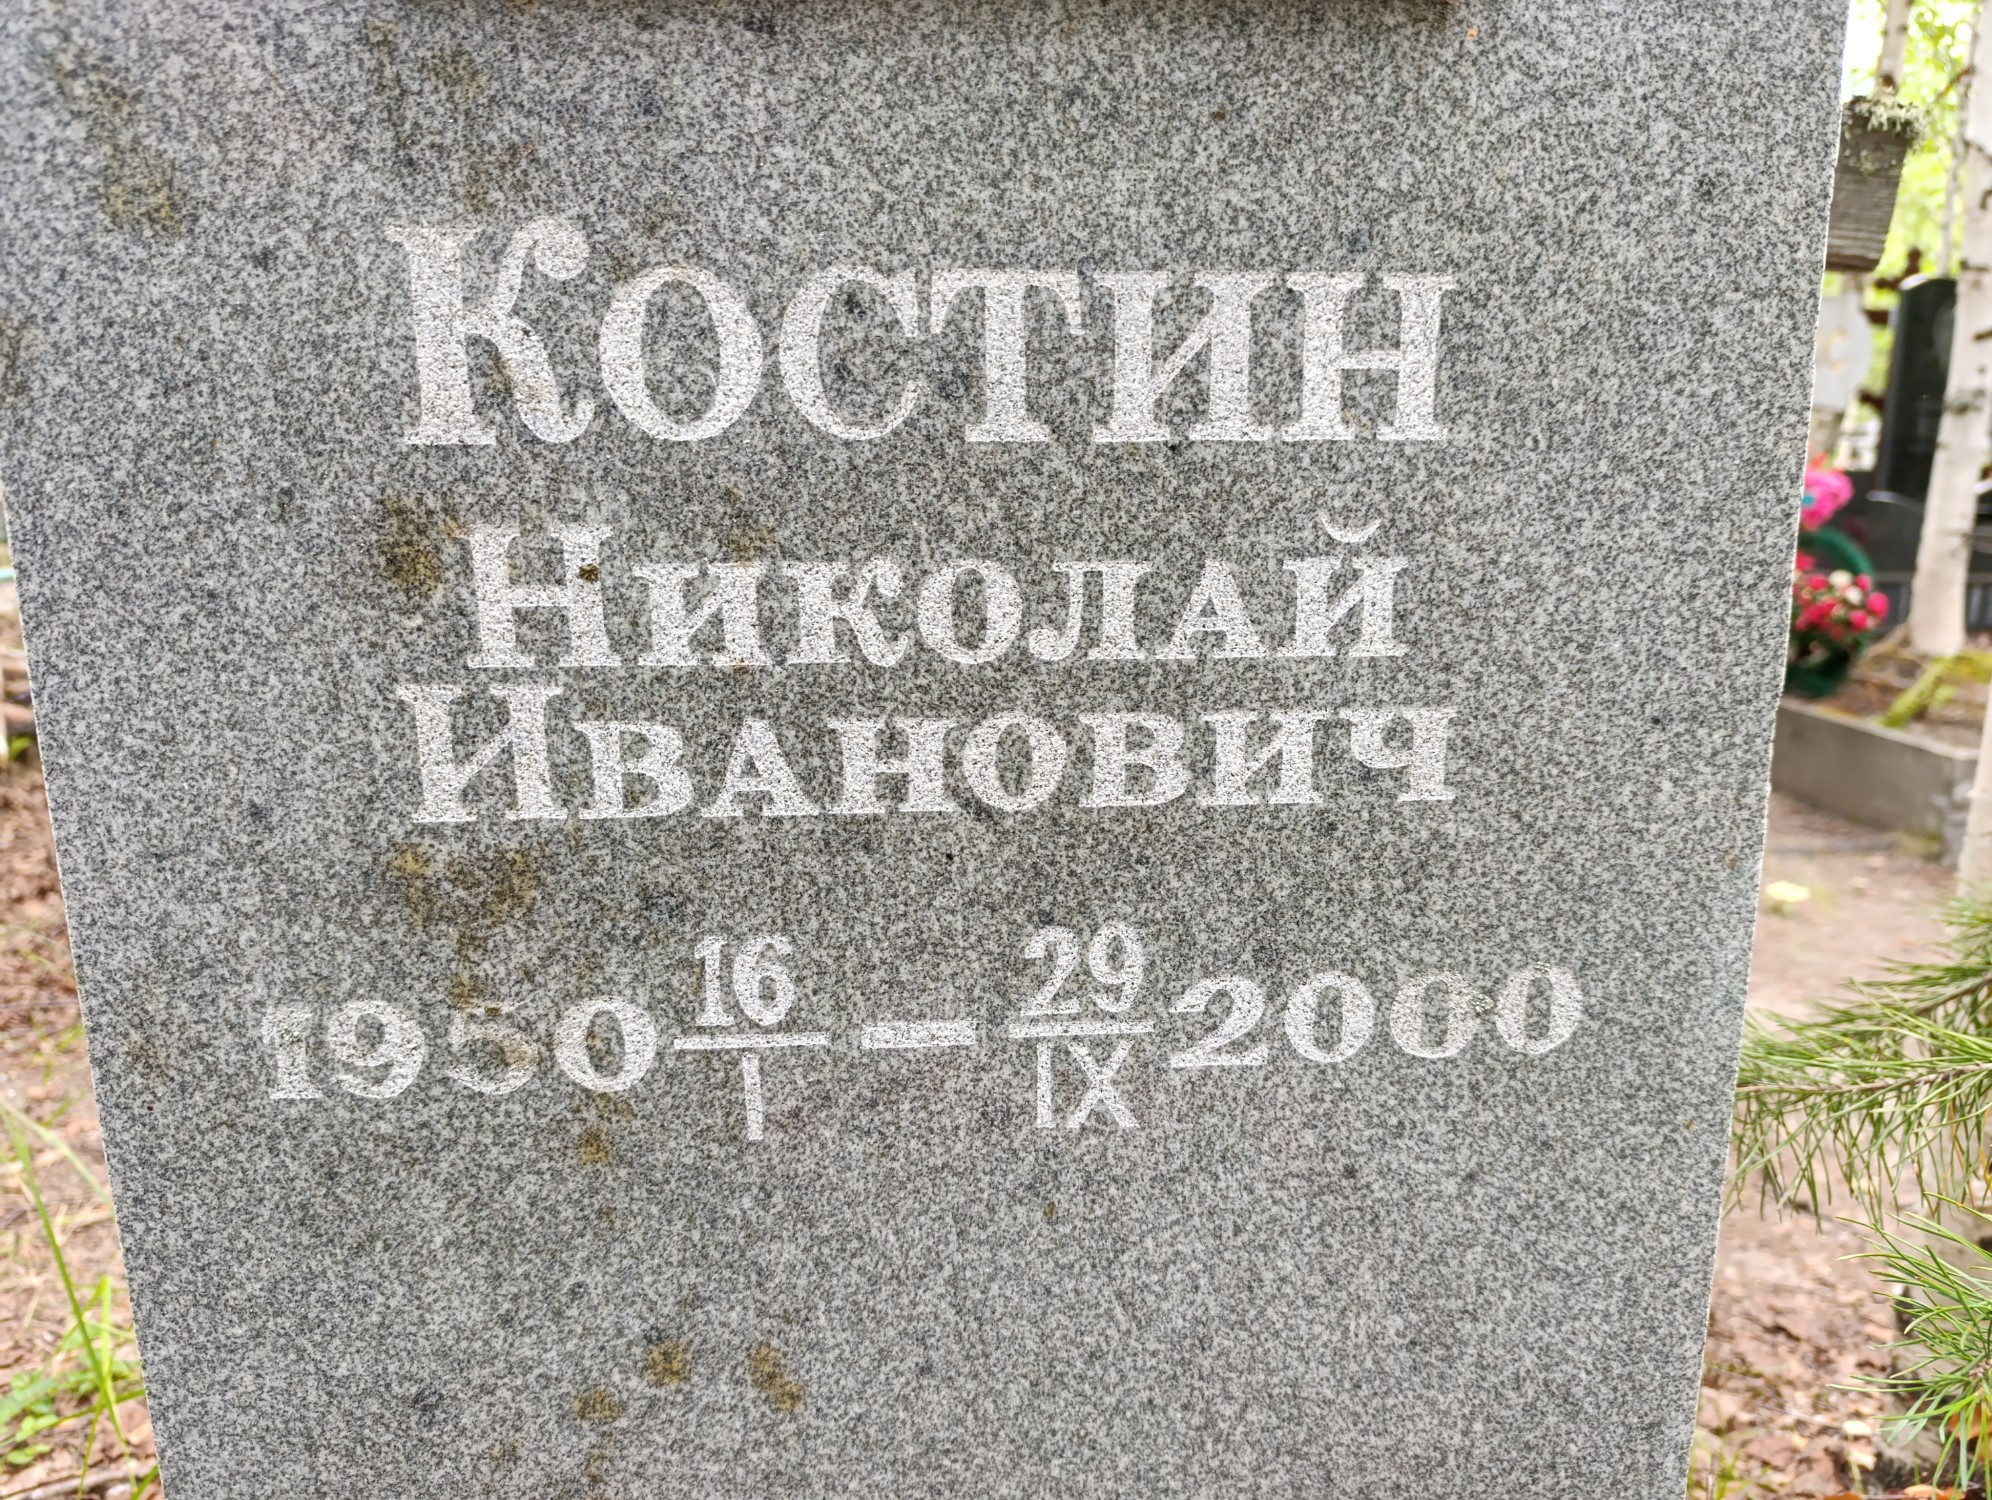 Костин
Николай
Иванович
1950 16/I — 29/IX 2000